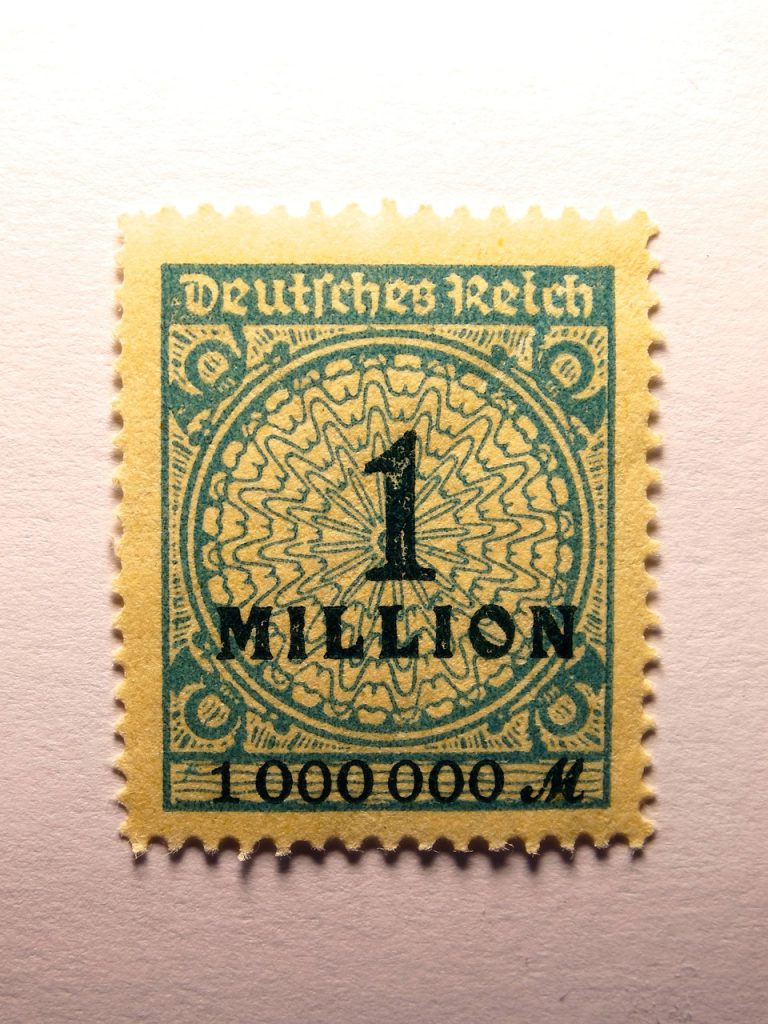 Deutſches Reich
1
MILLION
1 000 000 M